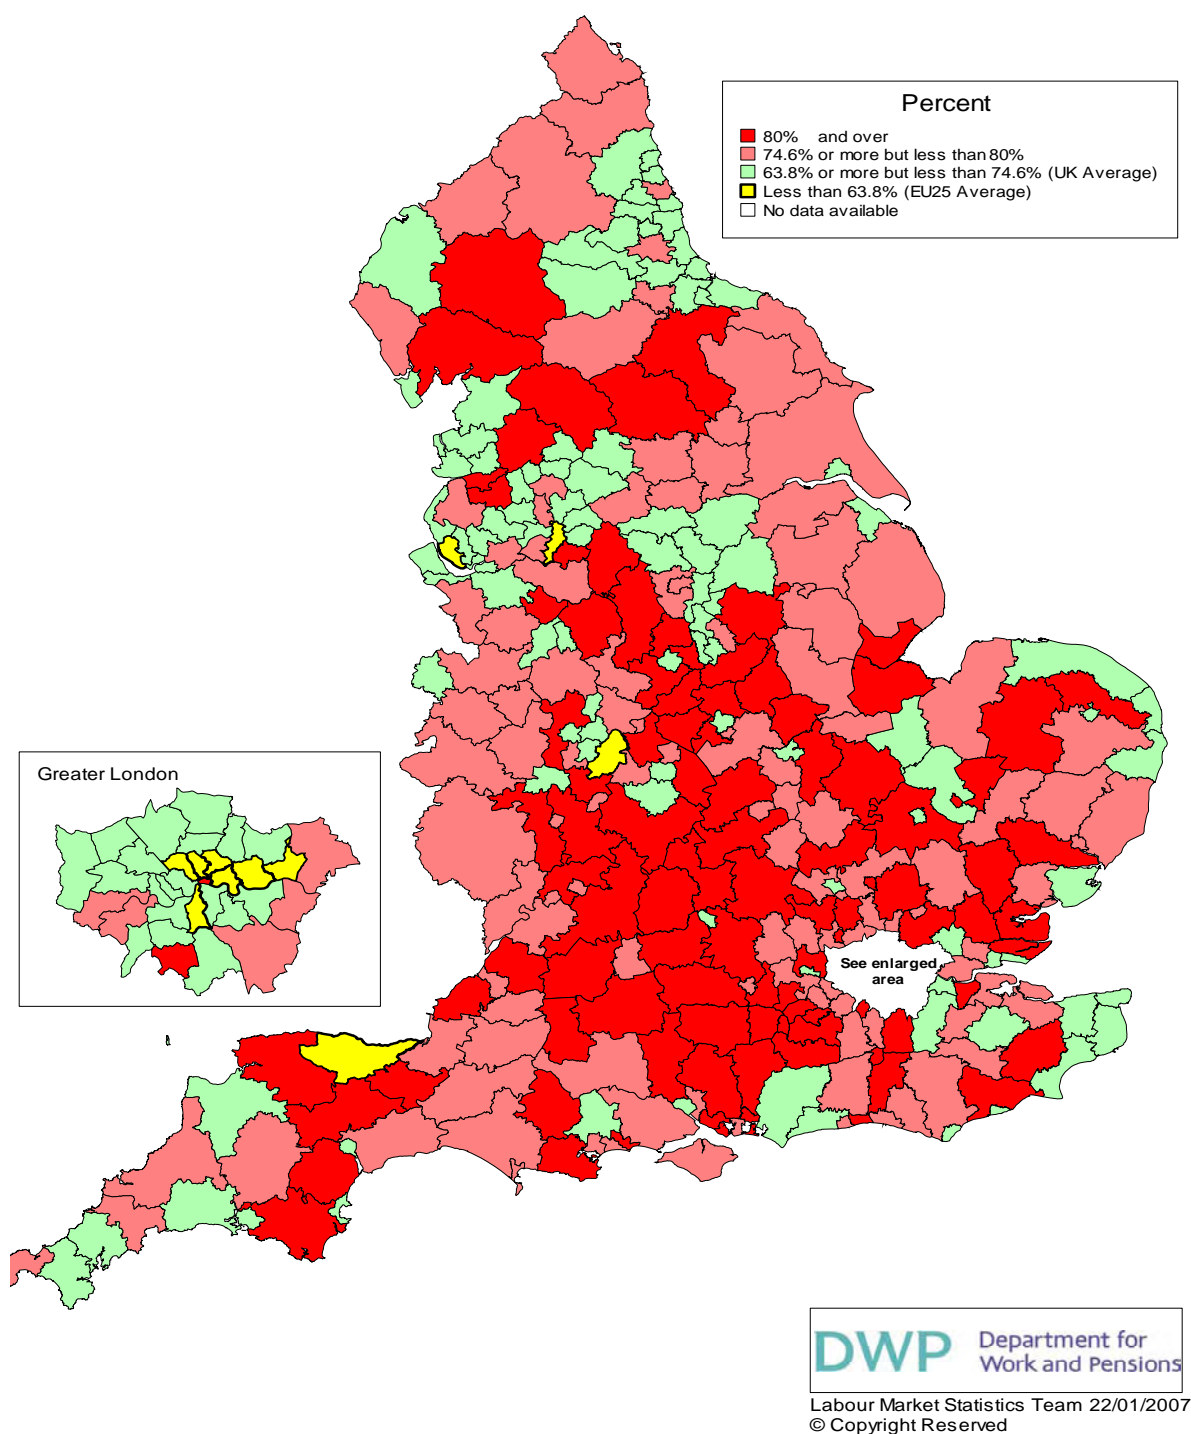 Percent
80% and over
74.6% or more but less than 80%
63.8% or more but less than 74.6% (UK Average)
Less than 63.8% (EU25 Average)
No data available
Greater London
See enlarged
area
DWP Department for
Work and Pensions
Labour Market Statistics Team 22/01/2007
© Copyright Reserved